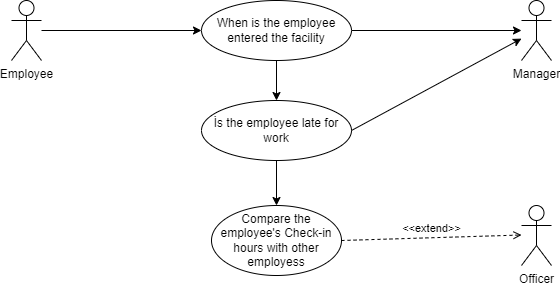 When is the employee
entered the facility
Employee
Manager
Is the employee late for
work
Compare the
employee's Check-in
hours with other
employess
<<extend>>
Officer